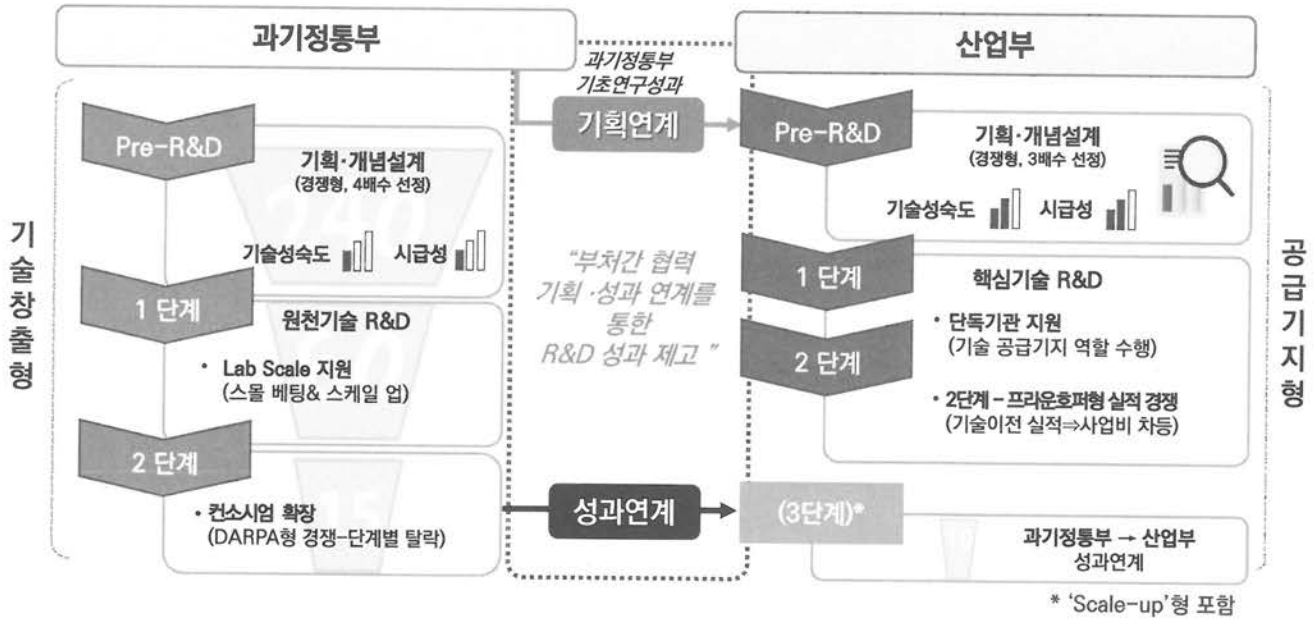 과기정통부
산업부
과기정통부
기초연구성과
기획연계
기술창출형
Pre-R&D
기획·개념설계
(경쟁형, 4배수 선정)
240
기술성숙도
시급성
1 단계
원천기술 R&D
60
• Lab Scale 지원
(스몰 베팅& 스케일 업)
2 단계
15
• 컨소시엄 확장
(DARPA형 경쟁-단계별 탈락)
"부처간 협력
기획 ·성과 연계를
통한
R&D 성과 제고 "
성과연계
Pre-R&D
기획·개념설계
(경쟁형, 3배수 선정)
기술성숙도
시급성
1 단계
핵심기술 R&D
• 단독기관 지원
(기술 공급기지 역할 수행)
2 단계
• 2단계 – 프라운호퍼형 실적 경쟁
(기술이전 실적⇒사업비 차등)
(3단계)*
과기정통부 → 산업부
성과연계
공급기지형
* ‘Scale-up’형 포함